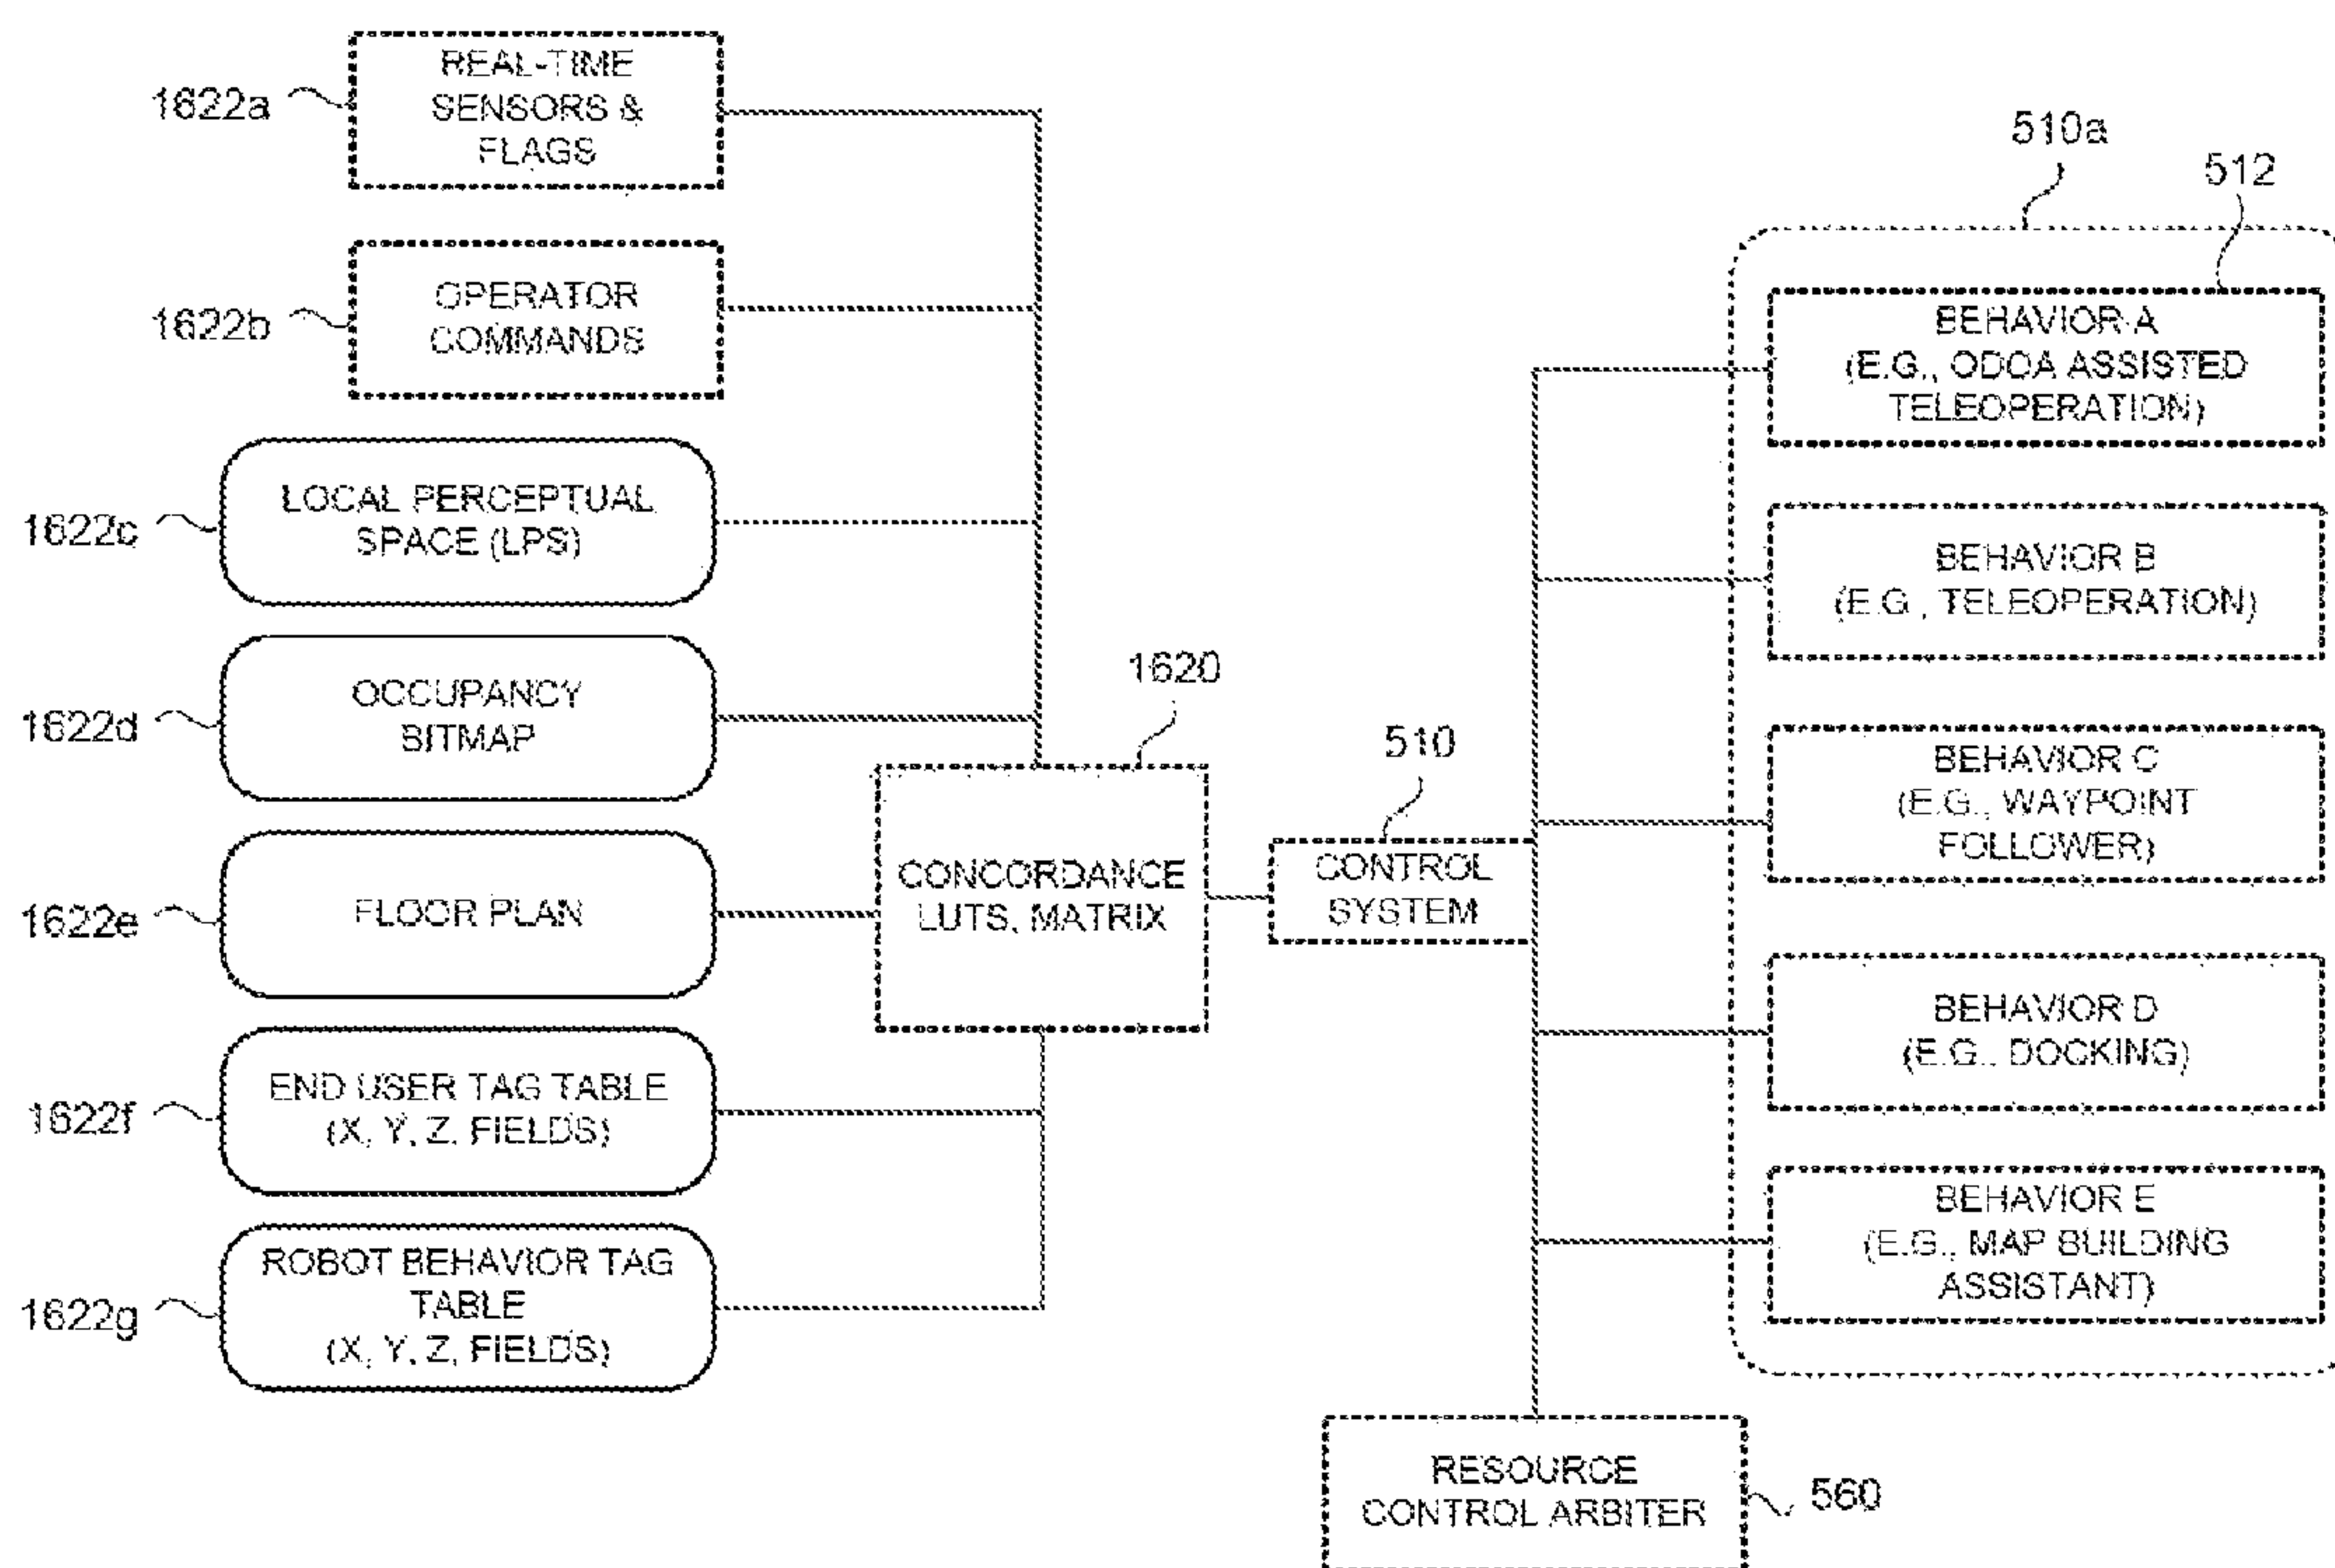 1622a
REAL-TIME
SENSORS &
FLAGS
1622b
OPERATOR
COMMANDS
1622c
LOCAL PERCEPTUAL
SPACE (LPS)
1622d
OCCUPANCY
BITMAP
1622e
FLOOR PLAN
1622f
END USER TAG TABLE
(X, Y, Z, FIELDS)
1622g
ROBOT BEHAVIOR TAG
TABLE
(X, Y, Z, FIELDS)
1620
CONCORDANCE
LUTS, MATRIX
510
CONTROL
SYSTEM
510a
512
BEHAVIOR A
(E.G., ODOA ASSISTED
TELEOPERATION)
BEHAVIOR B
(E.G., TELEOPERATION)
BEHAVIOR C
(E.G., WAYPOINT
FOLLOWER)
BEHAVIOR D
(E.G., DOCKING)
BEHAVIOR E
(E.G., MAP BUILDING
ASSISTANT)
RESOURCE
CONTROL ARBITER
560